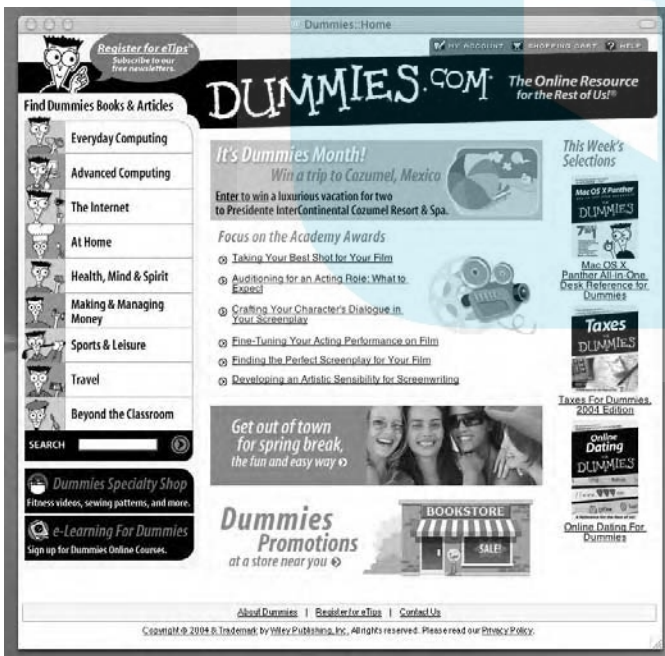 Dummies::Home
Register for eTips
Subscribe to our
free newsletters.
MY ACCOUNT SHOPPING CART ? HELP
DUMMIES.COM
The Online Resource
for the Rest of Us!®
Find Dummies Books & Articles
Everyday Computing
Advanced Computing
The Internet
At Home
Health, Mind & Spirit
Making & Managing
Money
Sports & Leisure
Travel
Beyond the Classroom
SEARCH
Dummies Specialty Shop
Fitness videos, sewing patterns, and more.
e-Learning For Dummies
Sign up for Dummies Online Courses.
It's Dummies Month!
Win a trip to Cozumel, Mexico
Enter to win a luxurious vacation for two
to Presidente InterContinental Cozumel Resort & Spa.
Focus on the Academy Awards
Taking Your Best Shot for Your Film
Auditioning for an Acting Role: What to
Expect
Crafting Your Character's Dialogue in
Your Screenplay
Fine-Tuning Your Acting Performance on Film
Finding the Perfect Screenplay for Your Film
Developing an Artistic Sensibility for Screenwriting
Get out of town
for spring break,
the fun and easy way
Dummies
Promotions
at a store near you
BOOKSTORE
SALE!
This Week's
Selections
Mac OS X Panther
DUMMIES
Mac OS X
Panther All-in-One
Desk Reference for
Dummies
Taxes
FOR
DUMMIES
Taxes For Dummies,
2004 Edition
Online
Dating
FOR
DUMMIES
Online Dating For
Dummies
About Dummies | Register for eTips | Contact Us
Copyright © 2004 & Trademark by Wiley Publishing, Inc. All rights reserved. Please read our Privacy Policy.